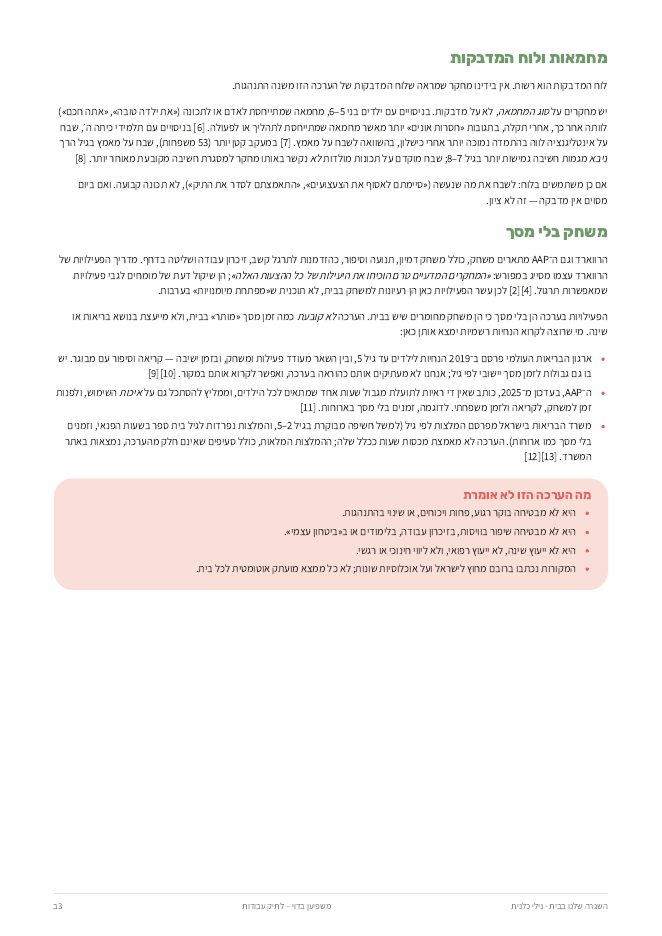 מחמאות ולוח המדבקות
לוח המדבקות הוא רשות. אין בידינו מחקר שמראה שלוח המדבקות של הערכה הזו משנה התנהגות.
יש מחקרים על סוג המחמאה, לא על מדבקות. בניסויים עם ילדים בני 5–6, מחמאה שמתייחסת לאדם או לתכונה («את ילדה טובה», «אתה חכם»)
לוותה אחר כך, אחרי תקלה, בתגובות «חסרות אונים» יותר מאשר מחמאה שמתייחסת לתהליך או לפעולה. [6] בניסויים עם תלמידי כיתה ה׳, שבח
על אינטליגנציה לווה בהתמדה נמוכה יותר אחרי כישלון, בהשוואה לשבח על מאמץ. [7] במעקב קטן יותר (53 משפחות), שבח על מאמץ בגיל הרך
ניבא מגמות חשיבה גמישות יותר בגיל 7–8; שבח מוקדם על תכונות מולדות לא נקשר באותו מחקר למסגרת חשיבה מקובעת מאוחר יותר. [8]
אם כן משתמשים בלוח: לשבח את מה שנעשה («סיימתם לאסוף את הצעצועים», «התאמצתם לסדר את התיק»), לא תכונה קבועה. ואם ביום
מסוים אין מדבקה — זה לא ציון.
משחק בלי מסך
הרווארד וגם ה־AAP מתארים משחק, כולל משחק דמיון, תנועה וסיפור, כהזדמנות לתרגל קשב, זיכרון עבודה ושליטה בדחף. מדריך הפעילויות של
הרווארד עצמו מסייג במפורש: «המחקרים המדעיים טרם הוכיחו את היעילות של כל ההצעות האלה»; הן שיקול דעת של מומחים לגבי פעילויות
שמאפשרות תרגול. [4][2] לכן עשר הפעילויות כאן הן רעיונות למשחק בבית, לא תוכנית ש«מפתחת מיומנויות» בערבות.
הפעילויות בערכה הן בלי מסך כי הן משחק מחומרים שיש בבית. הערכה לא קובעת כמה זמן מסך «מותר» בבית, ולא מייעצת בנושא בריאות או
שינה. מי שרוצה לקרוא הנחיות רשמיות ימצא אותן כאן:
• ארגון הבריאות העולמי פרסם ב־2019 הנחיות לילדים עד גיל 5, ובין השאר מעודד פעילות ומשחק, ובזמן ישיבה — קריאה וסיפור עם מבוגר. יש
בו גם גבולות לזמן מסך יישובי לפי גיל; אנחנו לא מעתיקים אותם כהוראה בערכה, ואפשר לקרוא אותם במקור. [10][9]
• ה־AAP, בעדכון מ־2025, כותב שאין די ראיות לתועלת מגבול שעות אחד שמתאים לכל הילדים, וממליץ להסתכל גם על איכות השימוש, ולפנות
זמן למשחק, לקריאה ולזמן משפחתי. לדוגמה, זמנים בלי מסך בארוחות. [11]
• משרד הבריאות בישראל מפרסם המלצות לפי גיל (למשל חשיפה מבוקרת בגיל 2–5, והמלצות נפרדות לגיל בית ספר בשעות הפנאי, וזמנים
בלי מסך כמו ארוחות). הערכה לא מאמצת מכסות שעות ככלל שלה; ההמלצות המלאות, כולל סעיפים שאינם חלק מהערכה, נמצאות באתר
המשרד. [13][12]
מה הערכה הזו לא אומרת
• היא לא מבטיחה בוקר רגוע, פחות ויכוחים, או שינוי בהתנהגות.
• היא לא מבטיחה שיפור בוויסות, בזיכרון עבודה, בלימודים או ב«ביטחון עצמי».
• היא לא ייעוץ שינה, לא ייעוץ רפואי, ולא ליווי חינוכי או רגשי.
• המקורות נכתבו ברובם מחוץ לישראל ועל אוכלוסיות שונות; לא כל ממצא מועתק אוטומטית לכל בית.
השגרה שלנו בבית · נילי כלנית
משפיען בדוי – לתיק עבודות
3ב